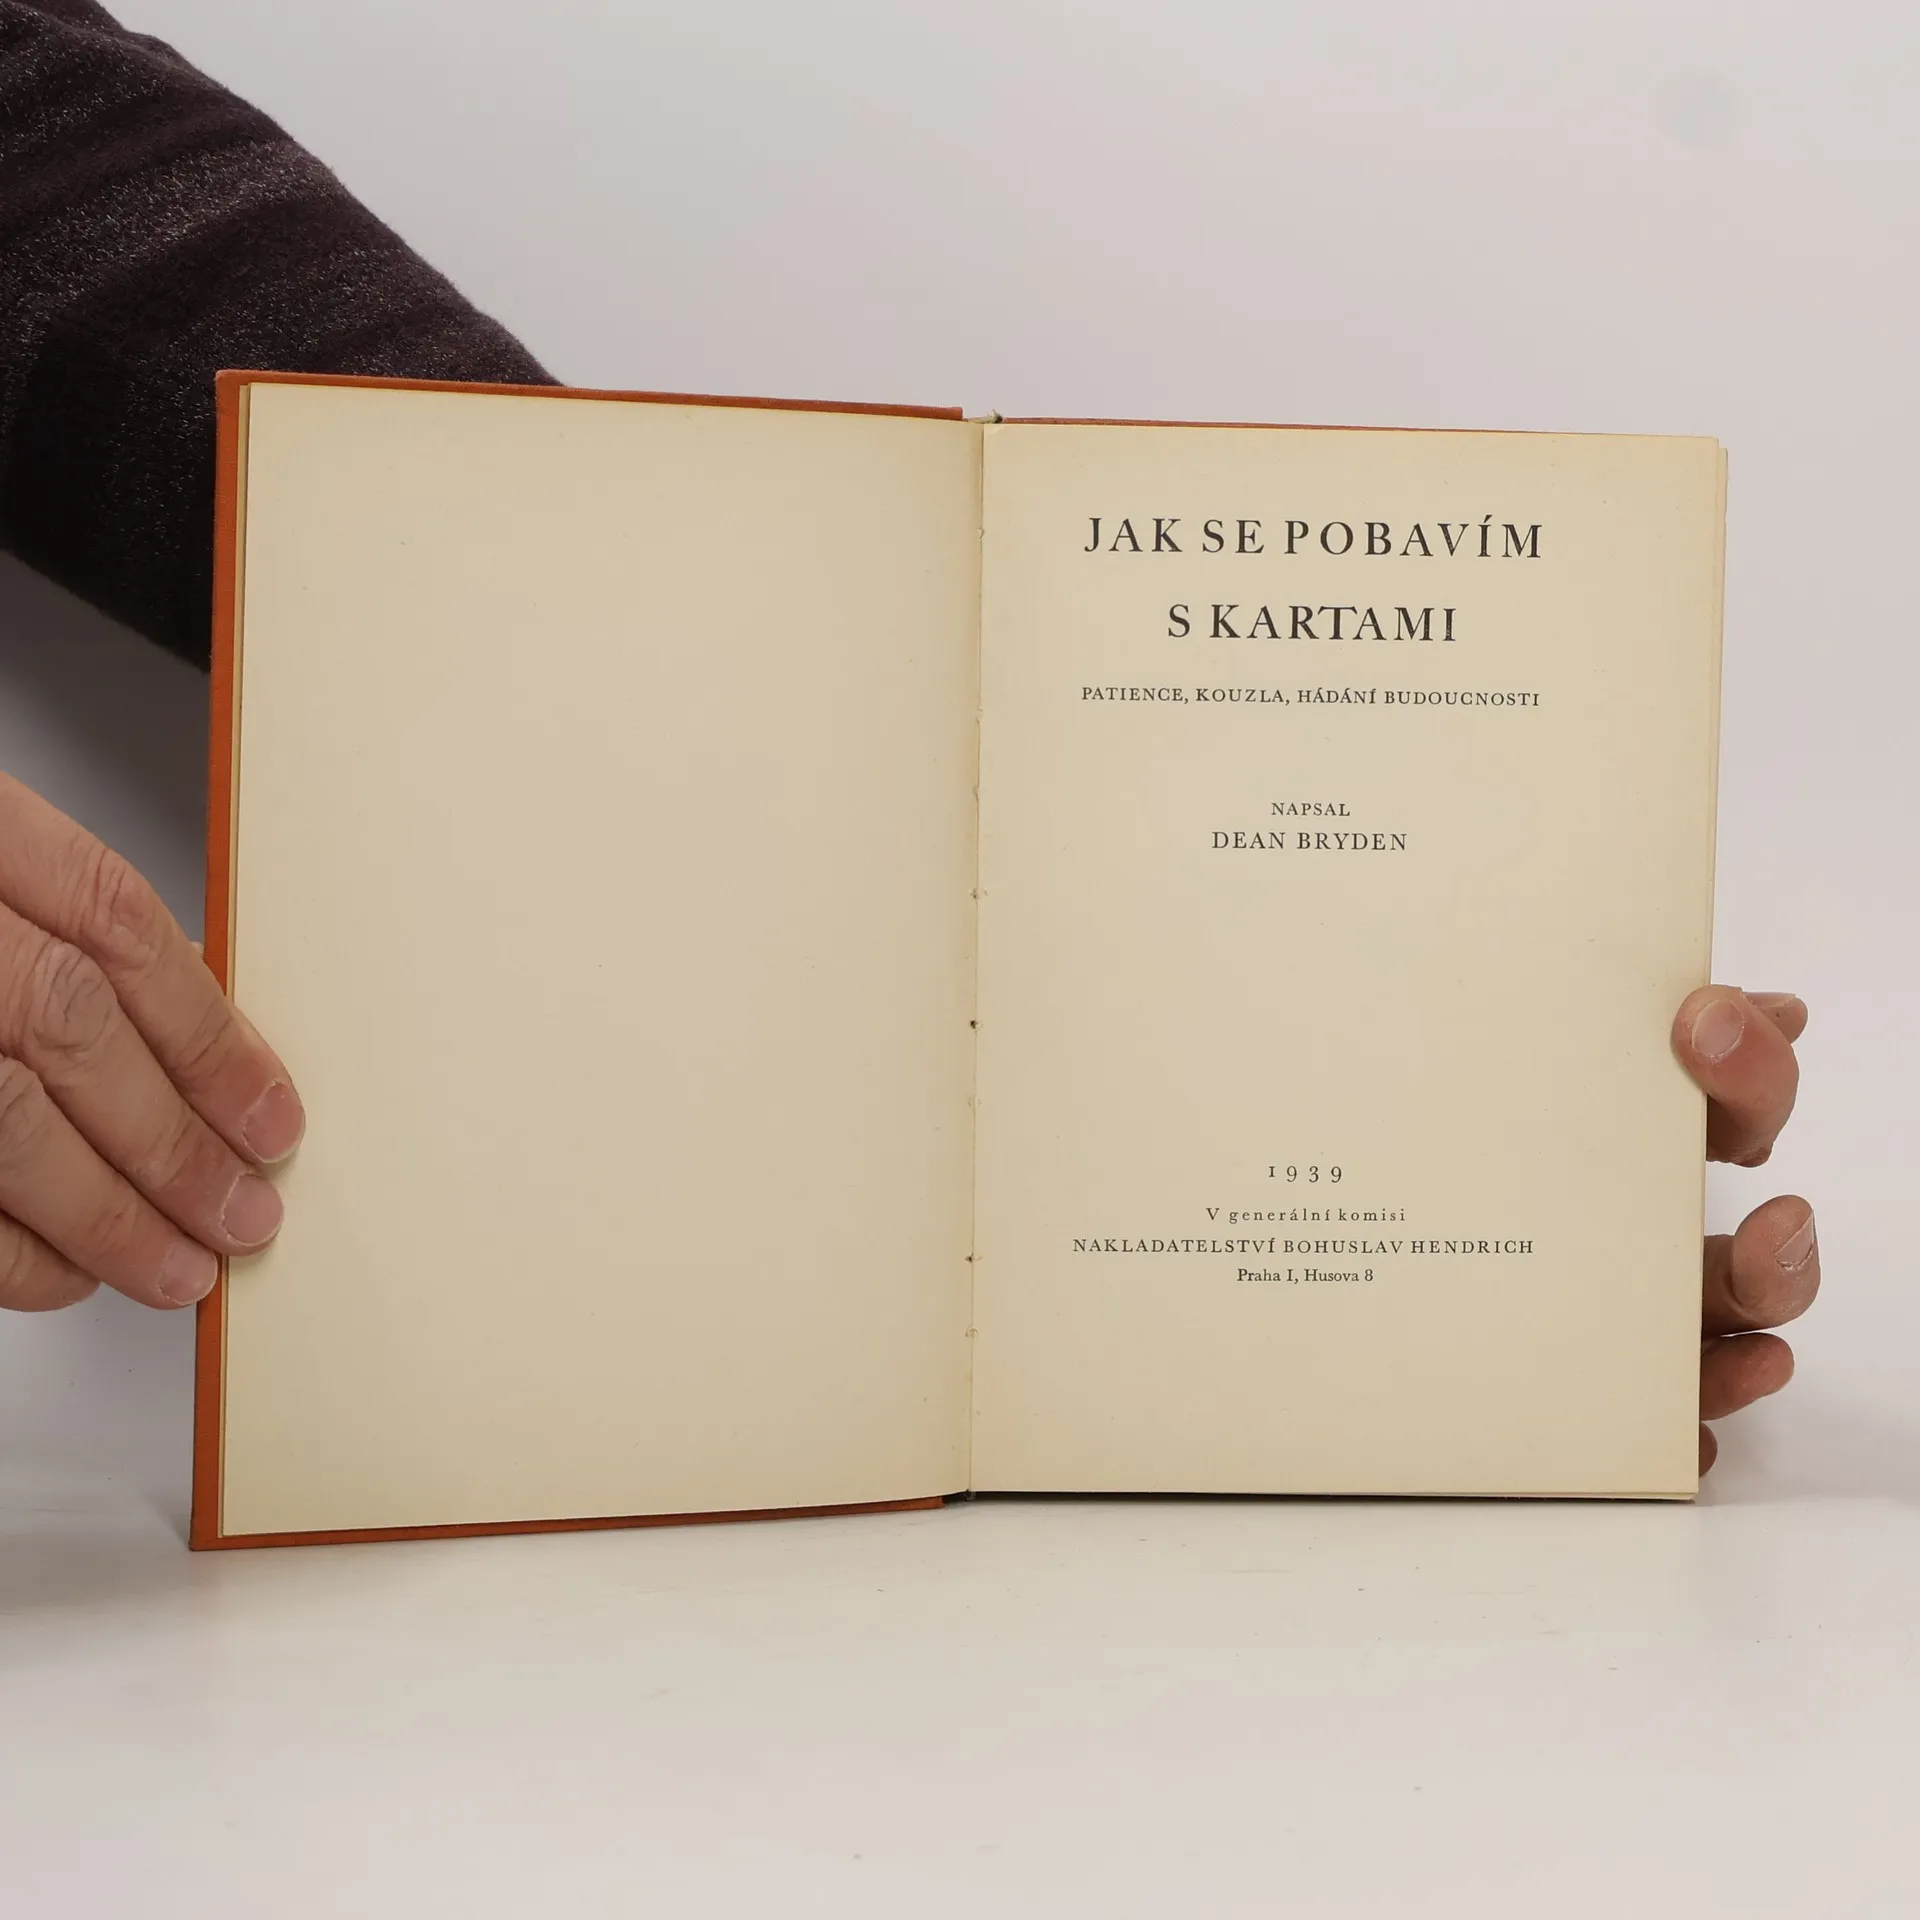 JAK SE POBAVÍM
S KARTAMI
PATIENCE, KOUZLA, HÁDÁNÍ BUDOUCNOSTI
NAPSAL
DEAN BRYDEN
1939
V generální komisi
NAKLADATELSTVÍ BOHUSLAV HENDRICH
Praha I, Husova 8